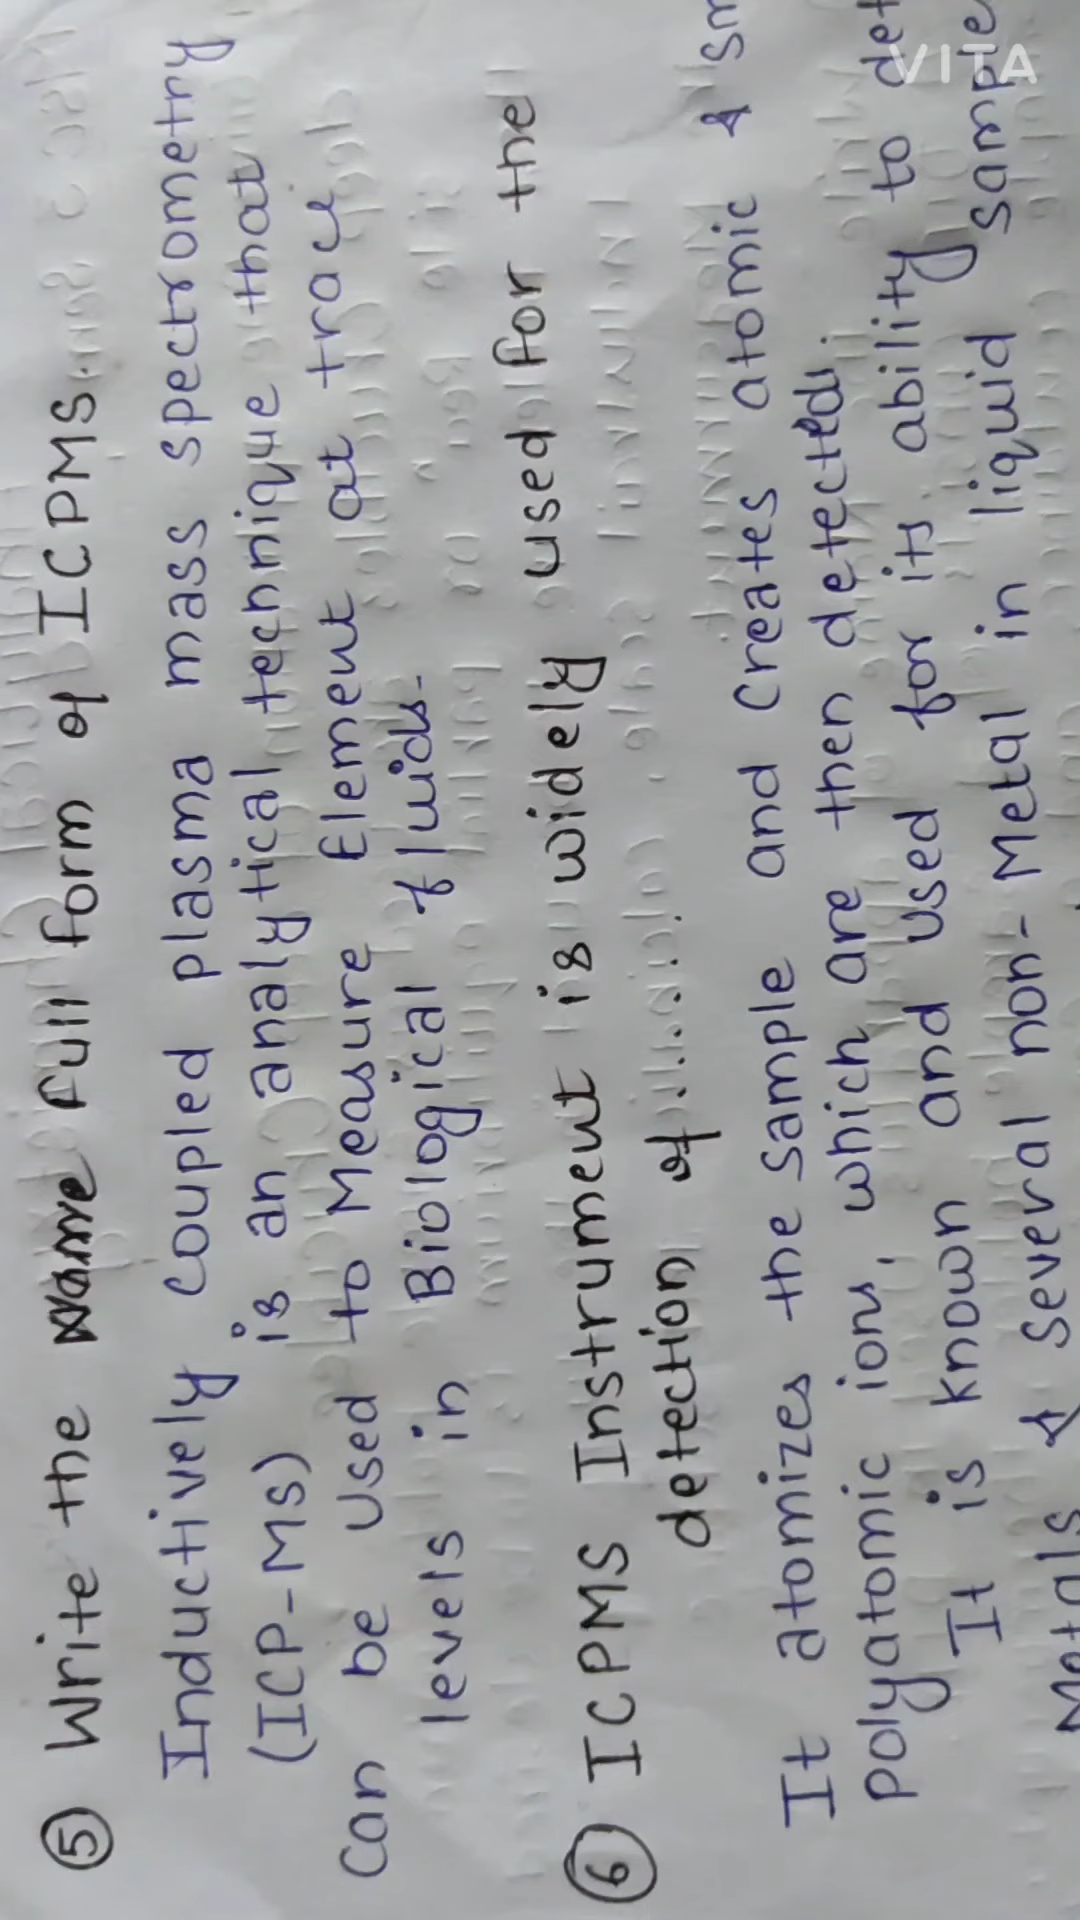 ⑤ Write the name full form of ICPMS.
Inductively coupled plasma mass spectrometry
(ICP-MS) is an analytical technique that
can be used to Measure Element at trace
levels in Biological fluids.
⑥ ICPMS Instrument is widely used for the
detection of.....
It atomizes the sample and creates atomic & sm
polyatomic ions, which are then detected.
It is known and used for its ability to det
Metals & several non-Metal in liquid sample
VITA